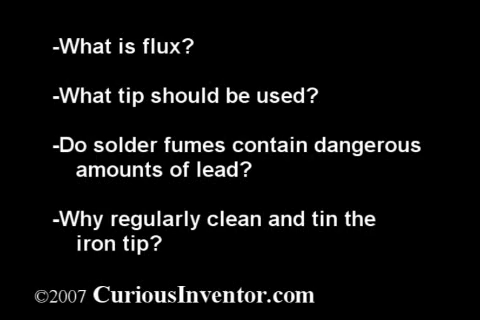 -What is flux?
-What tip should be used?
-Do solder fumes contain dangerous
amounts of lead?
-Why regularly clean and tin the
iron tip?
©2007 CuriousInventor.com